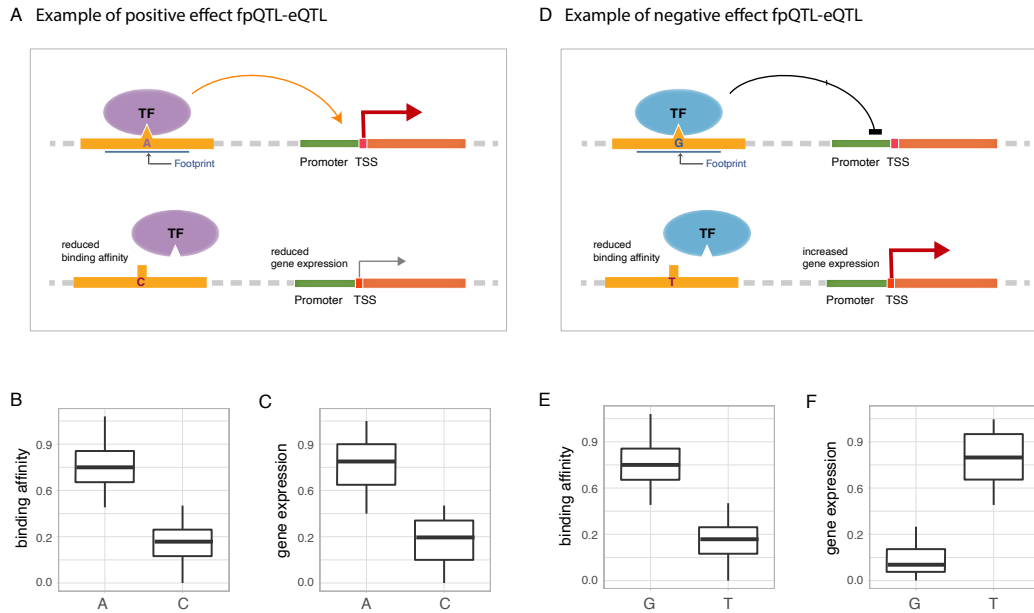 A Example of positive effect fpQTL-eQTL
TF
A
Footprint
Promoter TSS
TF
reduced
binding affinity
C
reduced
gene expression
Promoter TSS
D Example of negative effect fpQTL-eQTL
TF
G
Footprint
Promoter TSS
TF
reduced
binding affinity
T
increased
gene expression
Promoter TSS
B
binding affinity
0.9
0.6
0.2
0.0
A C
C
gene expression
0.9
0.6
0.2
0.0
A C
E
binding affinity
0.9
0.6
0.2
0.0
G T
F
gene expression
0.9
0.6
0.2
0.0
G T